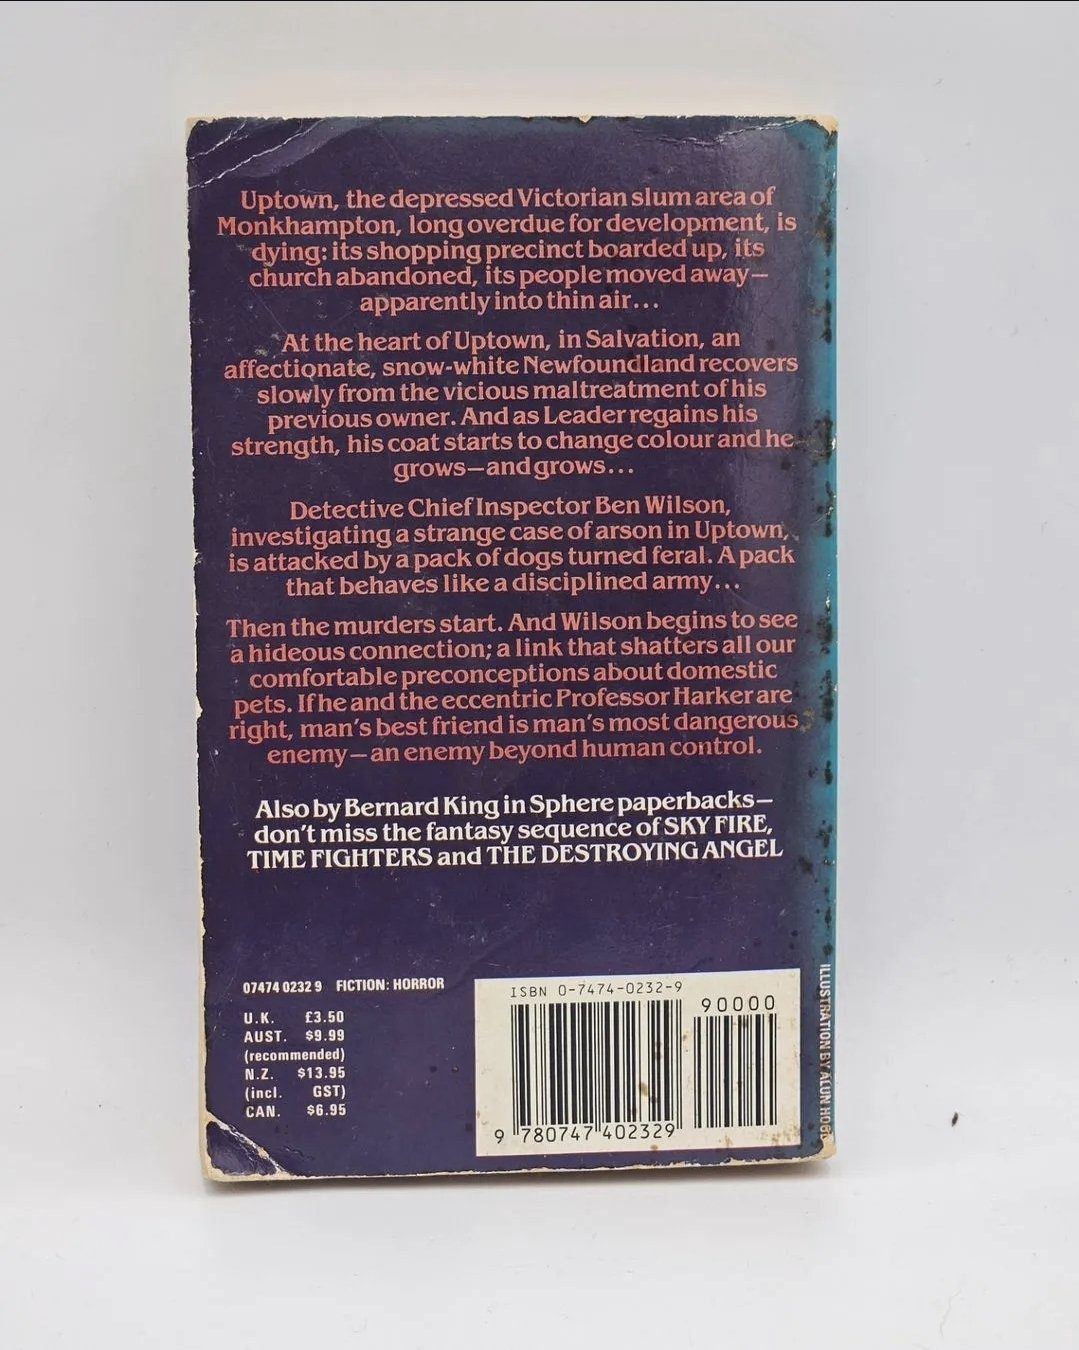 Uptown, the depressed Victorian slum area of
Monkhampton, long overdue for development, is
dying: its shopping precinct boarded up, its
church abandoned, its people moved away—
apparently into thin air...
At the heart of Uptown, in Salvation, an
affectionate, snow-white Newfoundland recovers
slowly from the vicious maltreatment of his
previous owner. And as Leader regains his
strength, his coat starts to change colour and he
grows—and grows...
Detective Chief Inspector Ben Wilson,
investigating a strange case of arson in Uptown,
is attacked by a pack of dogs turned feral. A pack
that behaves like a disciplined army...
Then the murders start. And Wilson begins to see
a hideous connection; a link that shatters all our
comfortable preconceptions about domestic
pets. If he and the eccentric Professor Harker are
right, man's best friend is man's most dangerous
enemy—an enemy beyond human control.
Also by Bernard King in Sphere paperbacks—
don't miss the fantasy sequence of SKY FIRE,
TIME FIGHTERS and THE DESTROYING ANGEL
07474 0232 9 FICTION: HORROR
U.K. £3.50
AUST. $9.99
(recommended)
N.Z. $13.95
(incl. GST)
CAN. $6.95
ISBN 0-7474-0232-9
90000
9 780747 402329
ILLUSTRATION BY ALUN